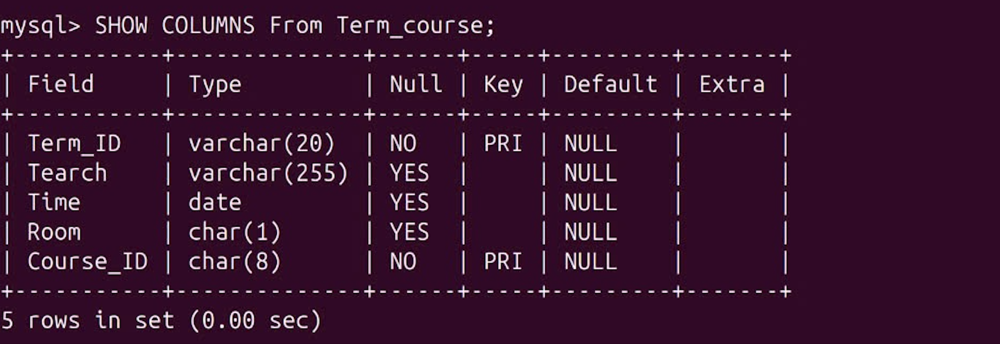 mysql> SHOW COLUMNS From Term_course;
+-----------+--------------+------+-----+---------+-------+
| Field     | Type         | Null | Key | Default | Extra |
+-----------+--------------+------+-----+---------+-------+
| Term_ID   | varchar(20)  | NO   | PRI | NULL    |       |
| Tearch    | varchar(255) | YES  |     | NULL    |       |
| Time      | date         | YES  |     | NULL    |       |
| Room      | char(1)      | YES  |     | NULL    |       |
| Course_ID | char(8)      | NO   | PRI | NULL    |       |
+-----------+--------------+------+-----+---------+-------+
5 rows in set (0.00 sec)